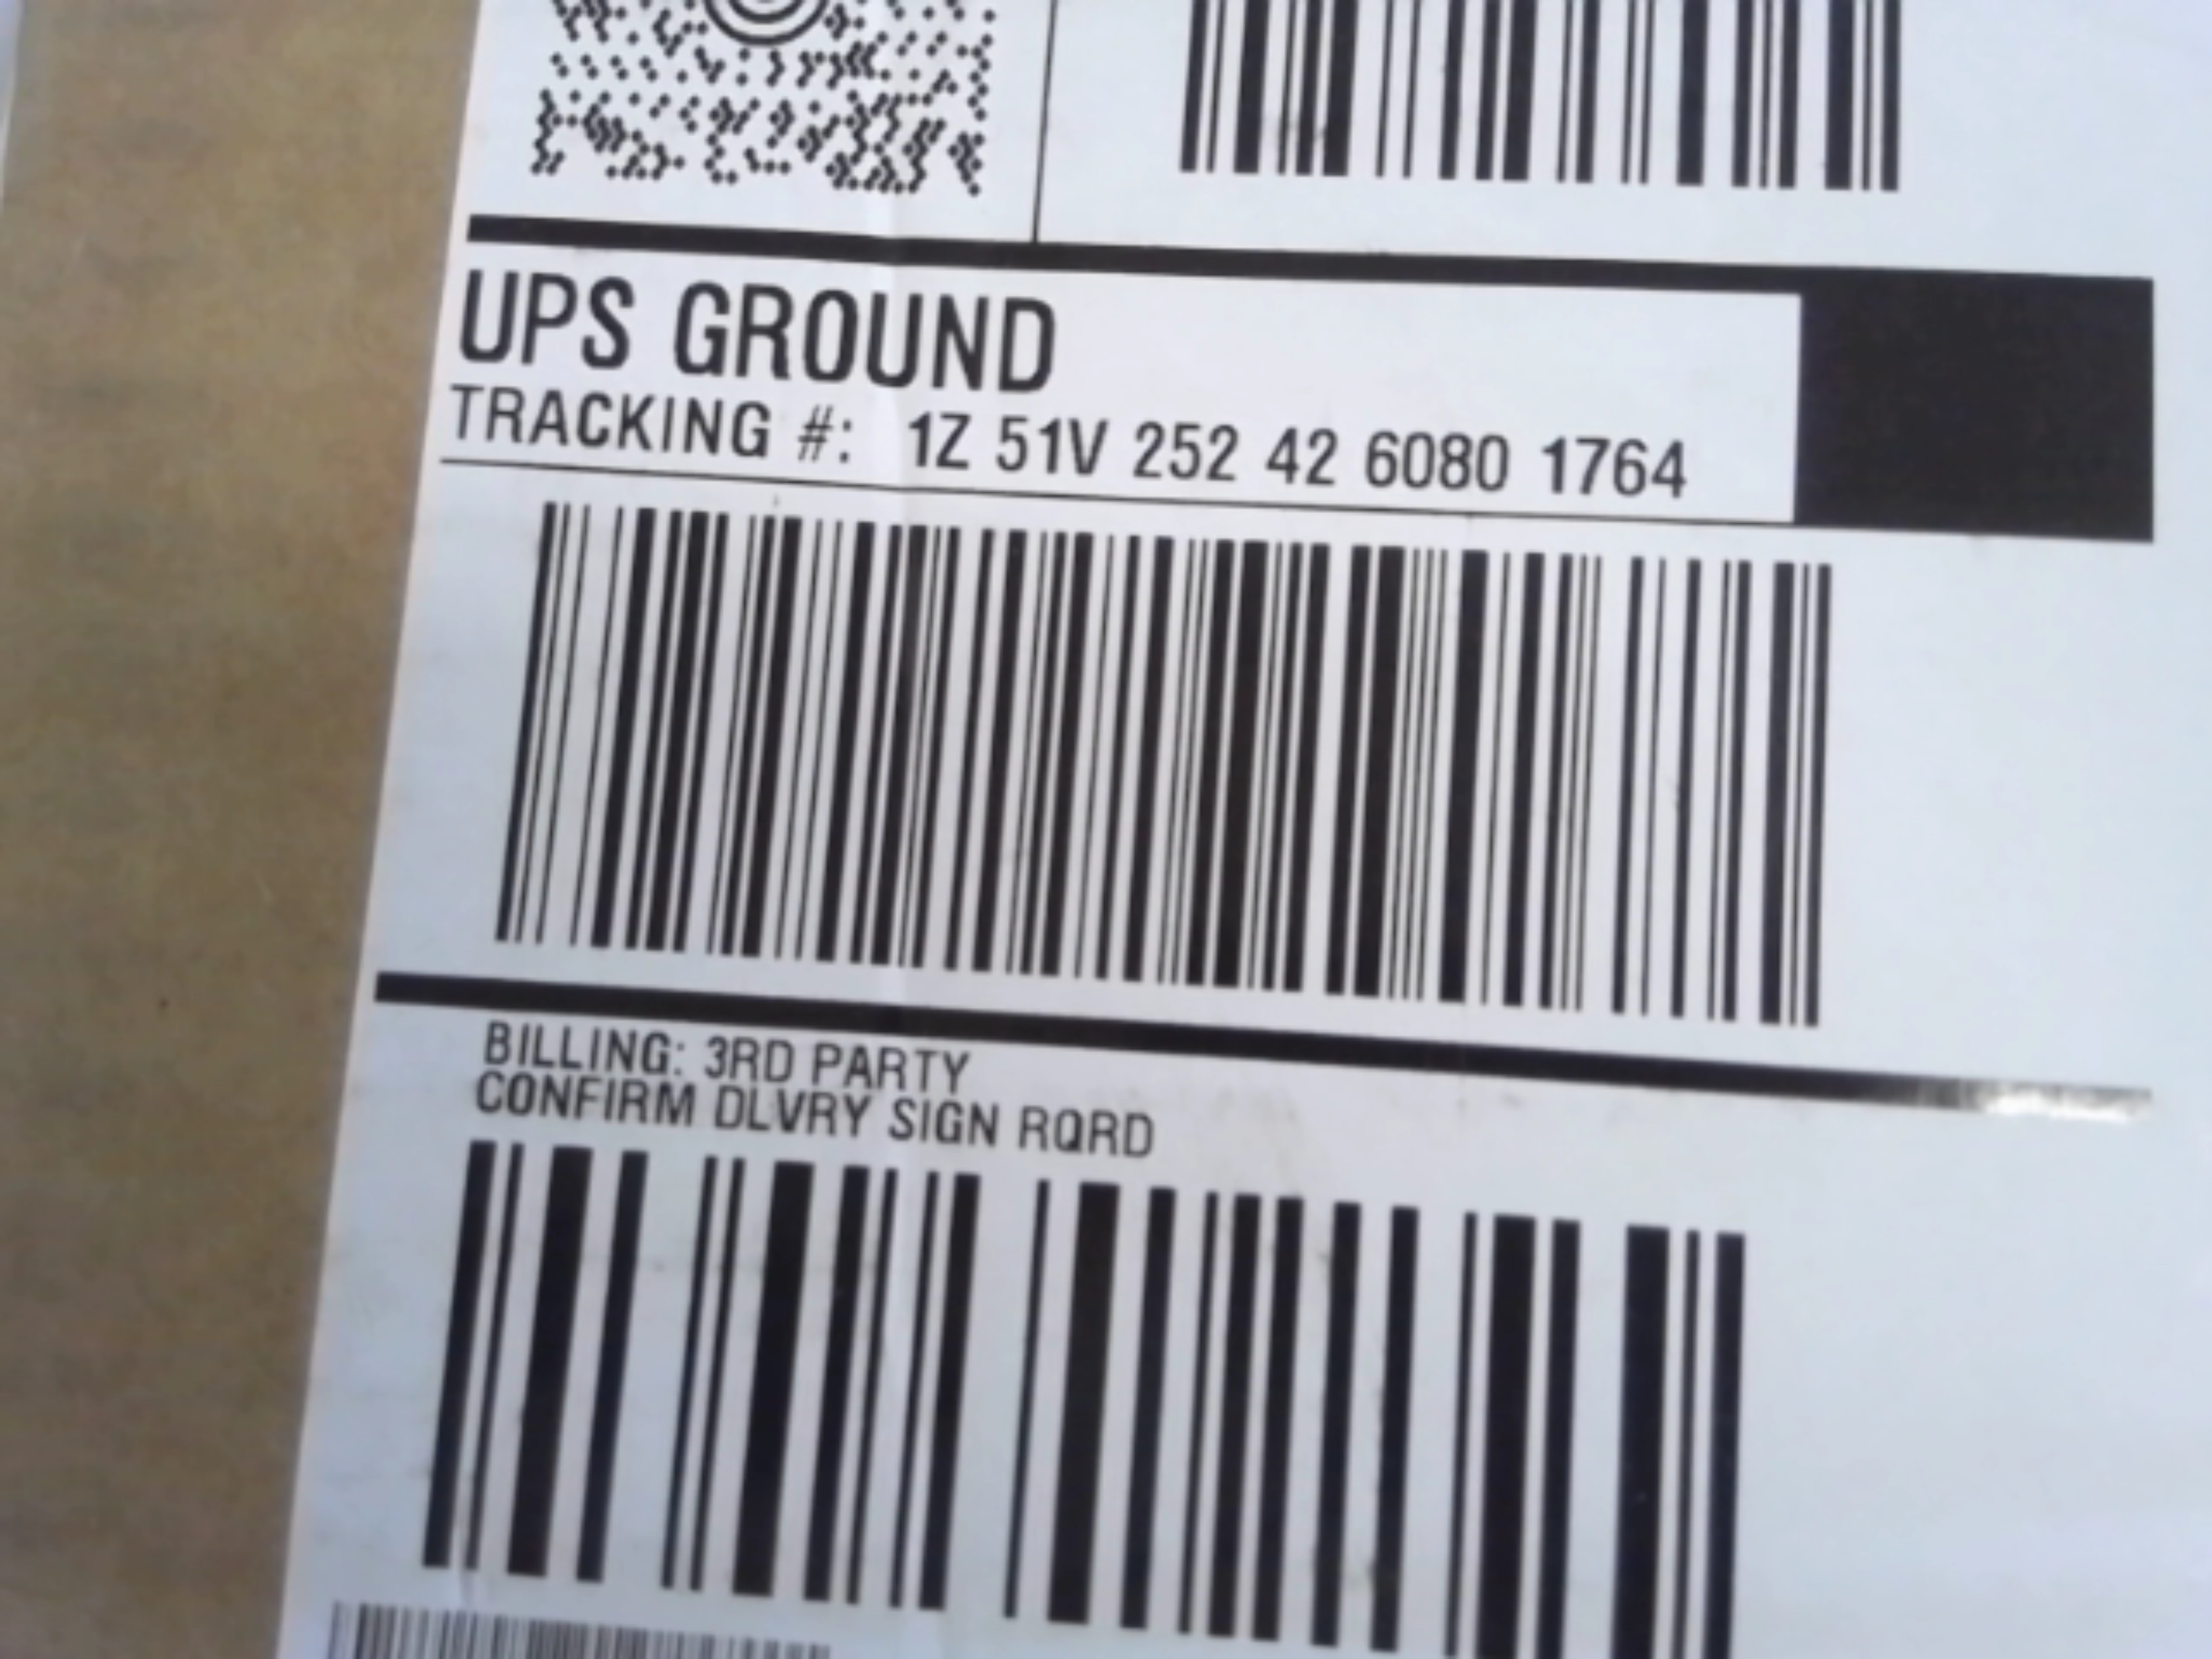 UPS GROUND
TRACKING #: 1Z 51V 252 42 6080 1764
BILLING: 3RD PARTY
CONFIRM DLVRY SIGN RQRD